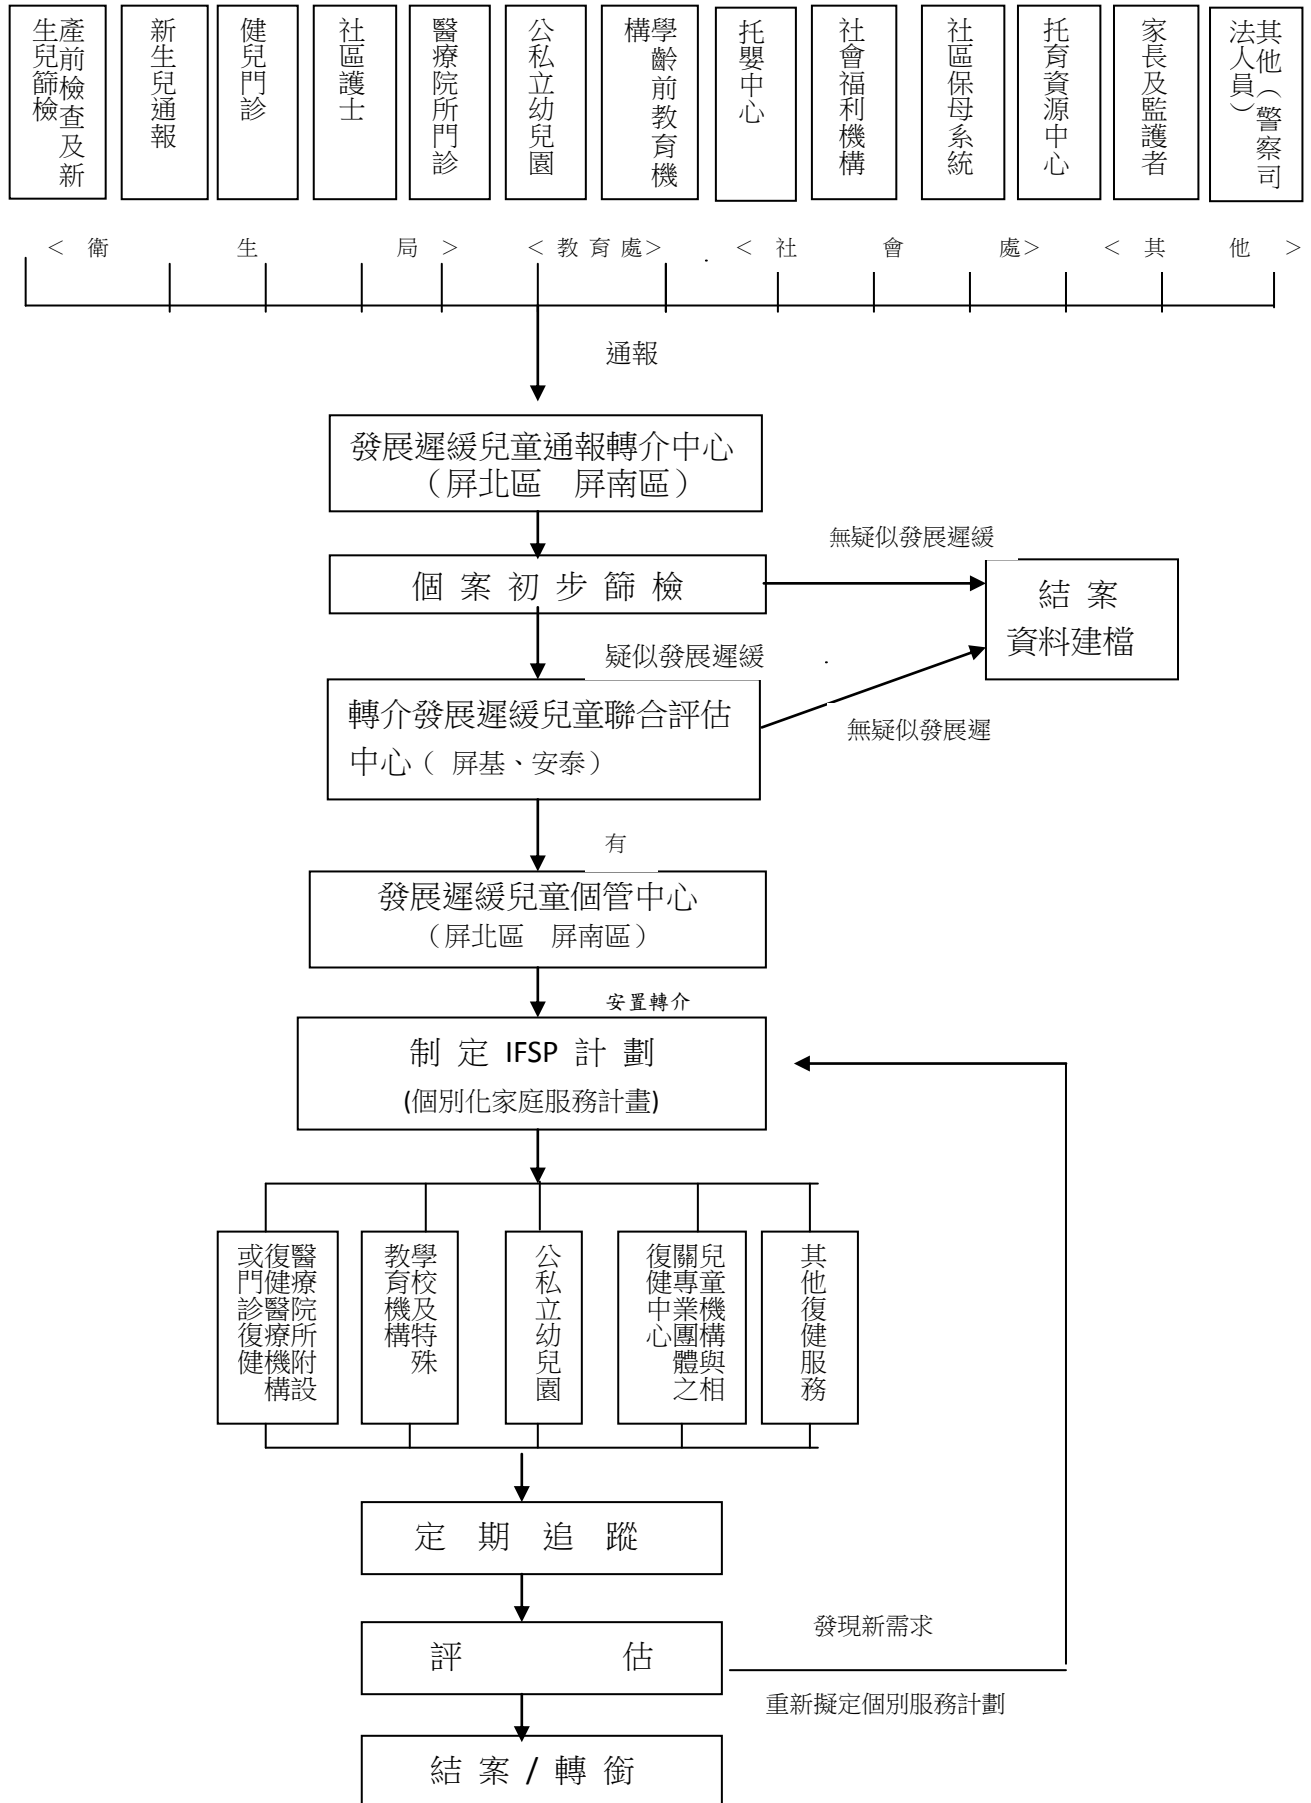 產前檢查及新
生兒篩檢
新生兒通報
健兒門診
社區護士
醫療院所門診
公私立幼兒園
學齡前教育機
構
托嬰中心
社會福利機構
社區保母系統
托育資源中心
家長及監護者
其他（警察司
法人員）
＜ 衛 生 局 ＞ ＜ 教 育 處＞ . ＜ 社 會 處＞ ＜ 其 他 ＞
通報
發展遲緩兒童通報轉介中心
（屏北區 屏南區）
無疑似發展遲緩
個 案 初 步 篩 檢
結 案
資料建檔
疑似發展遲緩 .
轉介發展遲緩兒童聯合評估
中心（ 屏基、安泰）
無疑似發展遲
有
發展遲緩兒童個管中心
（屏北區 屏南區）
安置轉介
制 定 IFSP 計 劃
(個別化家庭服務計畫)
醫療院所附設
復健醫療機構
或門診復健
學校及特殊
教育機構
公私立幼兒園
兒童機構與相
關專業團體之
復健中心
其他復健服務
定 期 追 蹤
發現新需求
評 估
重新擬定個別服務計劃
結 案 / 轉 銜